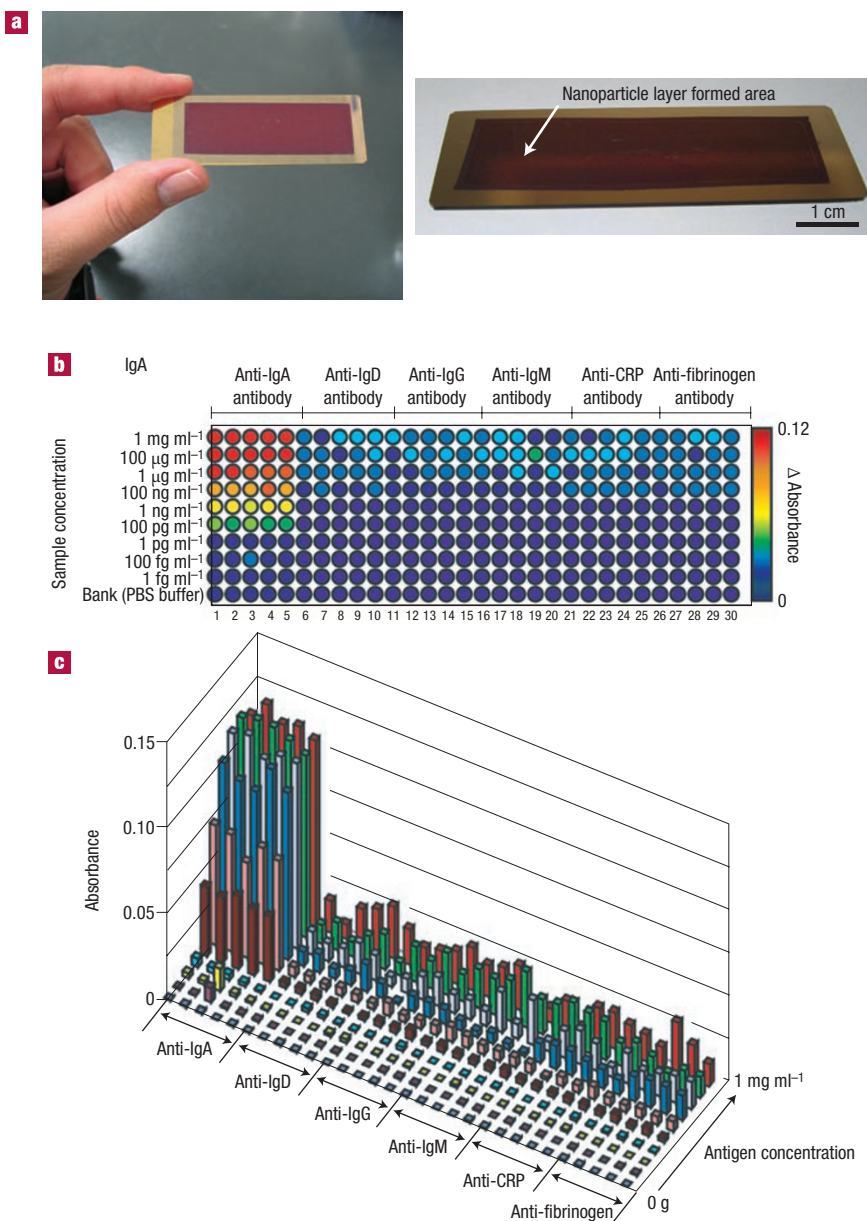 a
Nanoparticle layer formed area
1 cm
b
IgA
Anti-IgA antibody
Anti-IgD antibody
Anti-IgG antibody
Anti-IgM antibody
Anti-CRP antibody
Anti-fibrinogen antibody
Sample concentration
1 mg ml⁻¹
100 µg ml⁻¹
1 µg ml⁻¹
100 ng ml⁻¹
1 ng ml⁻¹
100 pg ml⁻¹
1 pg ml⁻¹
100 fg ml⁻¹
1 fg ml⁻¹
Bank (PBS buffer)
1 2 3 4 5 6 7 8 9 10 11 12 13 14 15 16 17 18 19 20 21 22 23 24 25 26 27 28 29 30
0.12
Δ Absorbance
0
c
Absorbance
0.15
0.10
0.05
0
Anti-IgA
Anti-IgD
Anti-IgG
Anti-IgM
Anti-CRP
Anti-fibrinogen
0 g
Antigen concentration
1 mg ml⁻¹